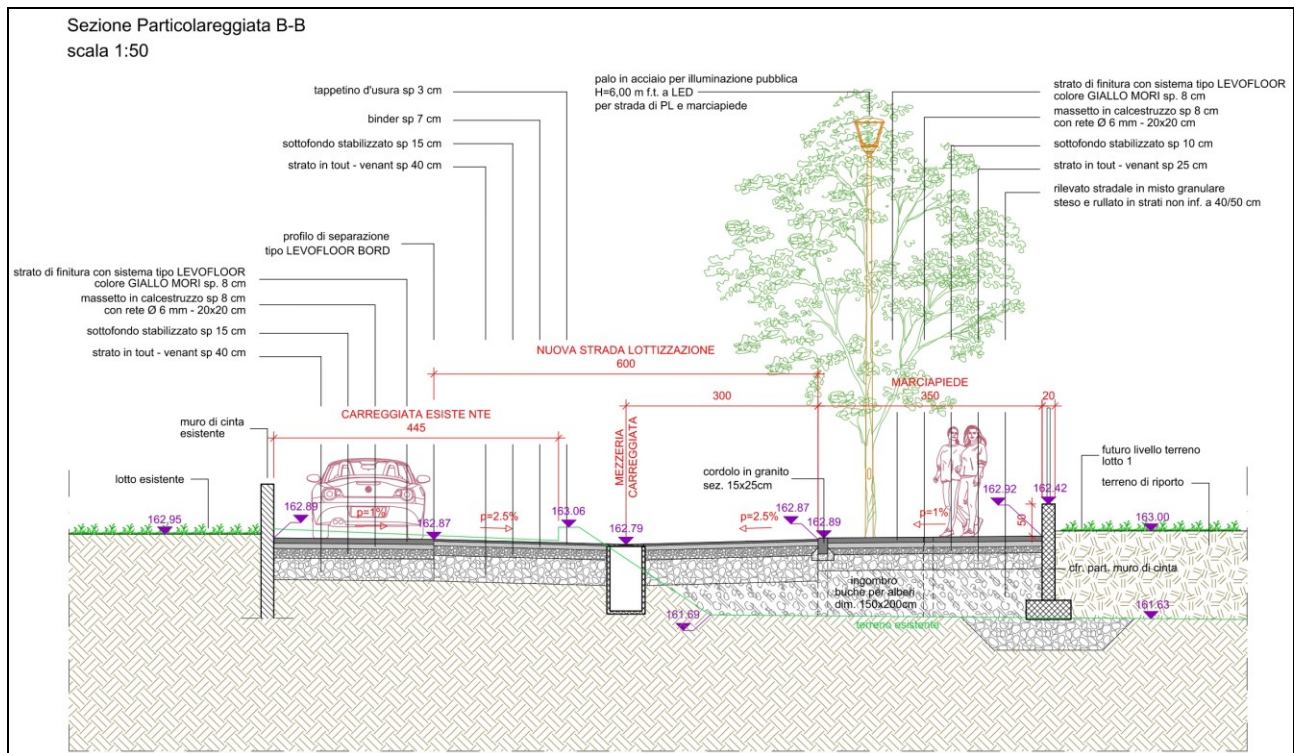 Sezione Particolareggiata B-B
scala 1:50
tappetino d'usura sp 3 cm
binder sp 7 cm
sottofondo stabilizzato sp 15 cm
strato in tout - venant sp 40 cm
profilo di separazione
tipo LEVOFLOOR BORD
strato di finitura con sistema tipo LEVOFLOOR
colore GIALLO MORI sp. 8 cm
massetto in calcestruzzo sp 8 cm
con rete Ø 6 mm - 20x20 cm
sottofondo stabilizzato sp 15 cm
strato in tout - venant sp 40 cm
palo in acciaio per illuminazione pubblica
H=6,00 m f.t. a LED
per strada di PL e marciapiede
strato di finitura con sistema tipo LEVOFLOOR
colore GIALLO MORI sp. 8 cm
massetto in calcestruzzo sp 8 cm
con rete Ø 6 mm - 20x20 cm
sottofondo stabilizzato sp 10 cm
strato in tout - venant sp 25 cm
rilevato stradale in misto granulare
steso e rullato in strati non inf. a 40/50 cm
NUOVA STRADA LOTTIZZAZIONE
600
MARCIAPIEDE
300
350
20
CARREGGIATA ESISTE NTE
445
MEZZERIA
CARREGGIATA
muro di cinta
esistente
lotto esistente
cordolo in granito
sez. 15x25cm
futuro livello terreno
lotto 1
terreno di riporto
162.95
162.89
p=1%
162.87
p=2.5%
163.06
162.79
p=2.5%
162.87
162.89
p=1%
162.92
162.42
50
163.00
cfr. part. muro di cinta
ingombro
buche per alberi
dim. 150x200cm
161.69
161.63
terreno esistente